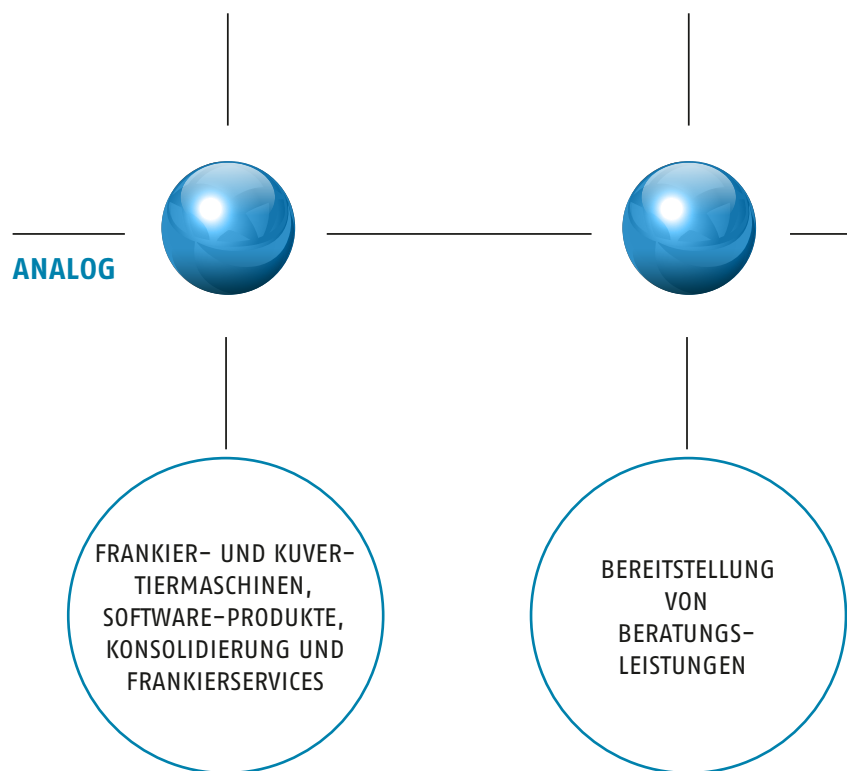 ANALOG
FRANKIER- UND KUVER-
TIERMASCHINEN,
SOFTWARE-PRODUKTE,
KONSOLIDIERUNG UND
FRANKIERSERVICES
BEREITSTELLUNG
VON
BERATUNGS-
LEISTUNGEN